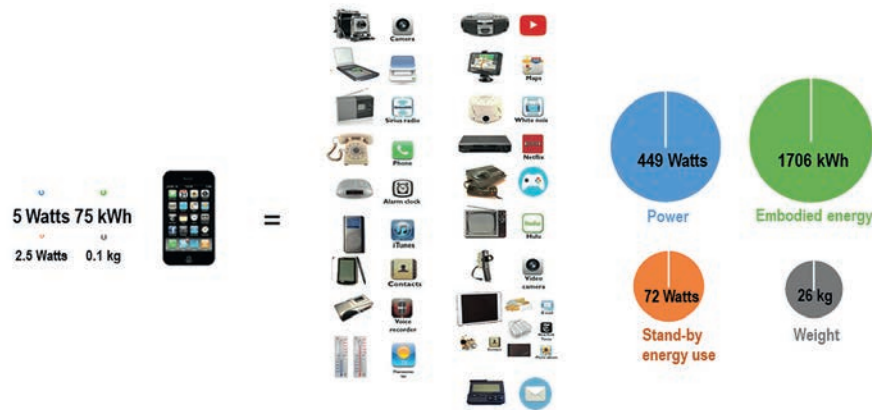 5 Watts 75 kWh
2.5 Watts 0.1 kg
=
Camera
Sirius radio
Phone
Alarm clock
iTunes
Contacts
Voice
recorder
Maps
White nois
Netflix
Hulu
Video
camera
449 Watts
Power
1706 kWh
Embodied energy
72 Watts
Stand-by
energy use
26 kg
Weight